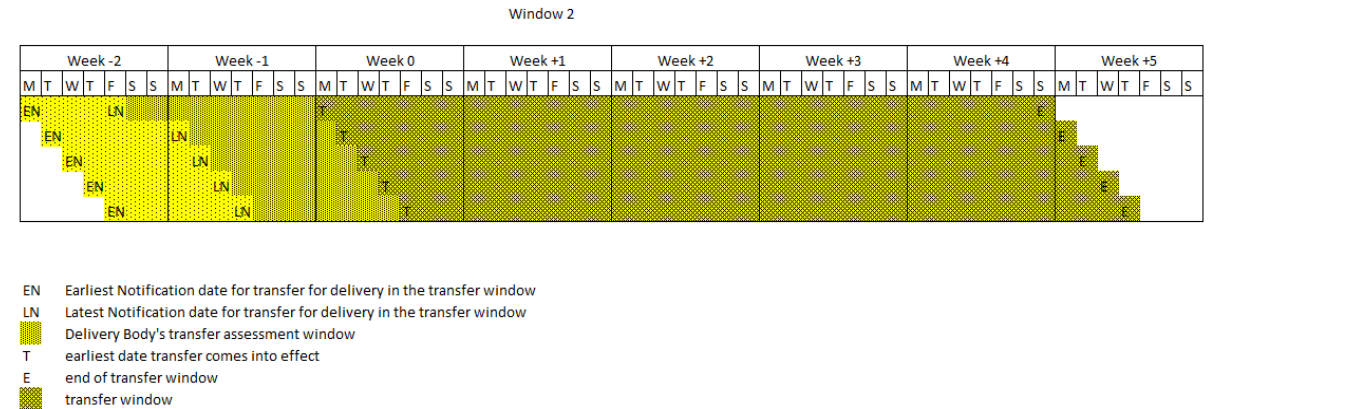 Window 2
Week -2 Week -1 Week 0 Week +1 Week +2 Week +3 Week +4 Week +5
M T W T F S S M T W T F S S M T W T F S S M T W T F S S M T W T F S S M T W T F S S M T W T F S S M T W T F S S
EN LN T E
EN LN T E
EN LN T E
EN LN T E
EN LN T E
EN Earliest Notification date for transfer for delivery in the transfer window
LN Latest Notification date for transfer for delivery in the transfer window
Delivery Body's transfer assessment window
T earliest date transfer comes into effect
E end of transfer window
transfer window